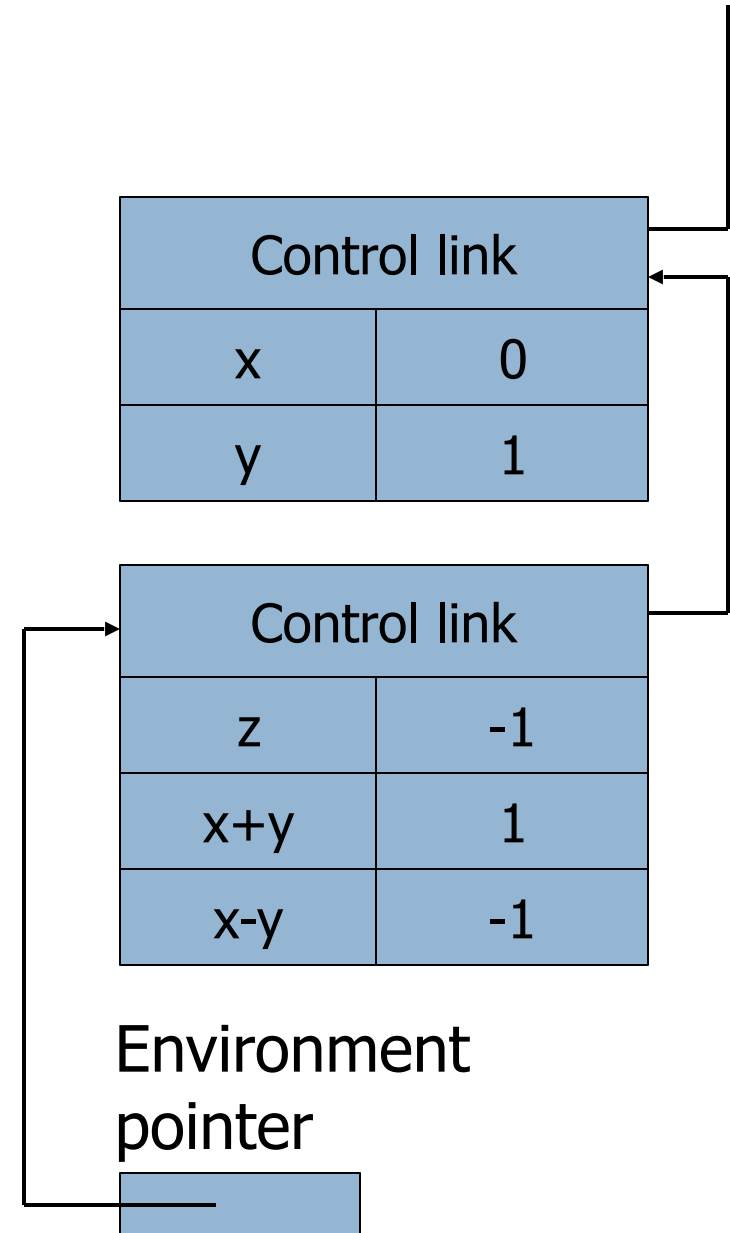 Control link
x 0
y 1
Control link
z -1
x+y 1
x-y -1
Environment
pointer